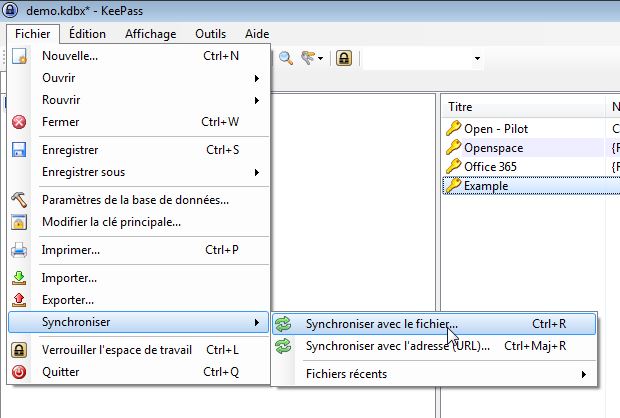 demo.kdbx* - KeePass
Fichier Édition Affichage Outils Aide
Nouvelle... Ctrl+N
Ouvrir
Rouvrir
Fermer Ctrl+W
Enregistrer Ctrl+S
Enregistrer sous
Paramètres de la base de données...
Modifier la clé principale...
Imprimer... Ctrl+P
Importer...
Exporter...
Synchroniser
Verrouiller l'espace de travail Ctrl+L
Quitter Ctrl+Q
Synchroniser avec le fichier... Ctrl+R
Synchroniser avec l'adresse (URL)... Ctrl+Maj+R
Fichiers récents
Titre N
Open - Pilot C
Openspace {F
Office 365 {F
Example